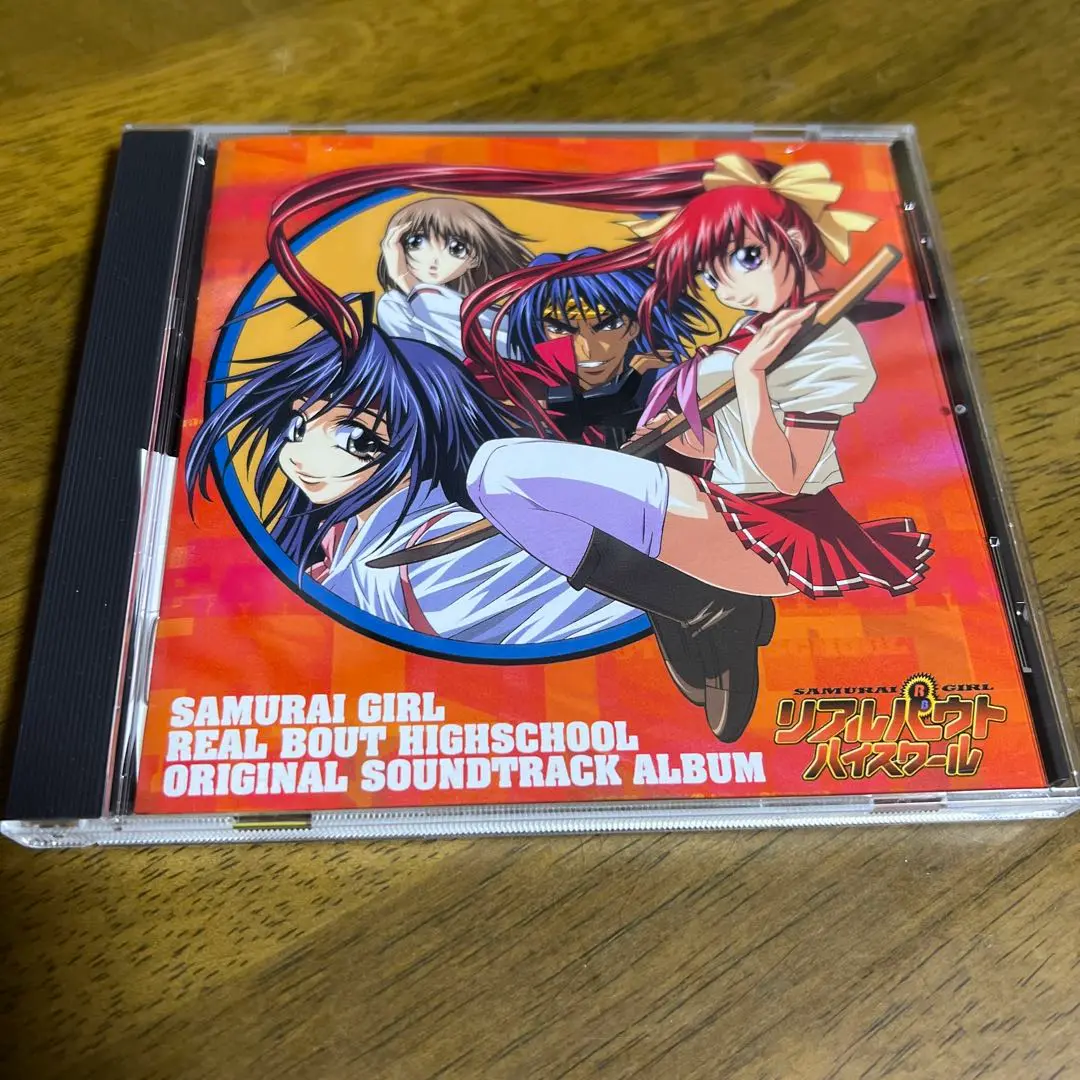 SAMURAI GIRL
REAL BOUT HIGHSCHOOL
ORIGINAL SOUNDTRACK ALBUM
SAMURAI R B GIRL
リアルバウト
ハイスクール